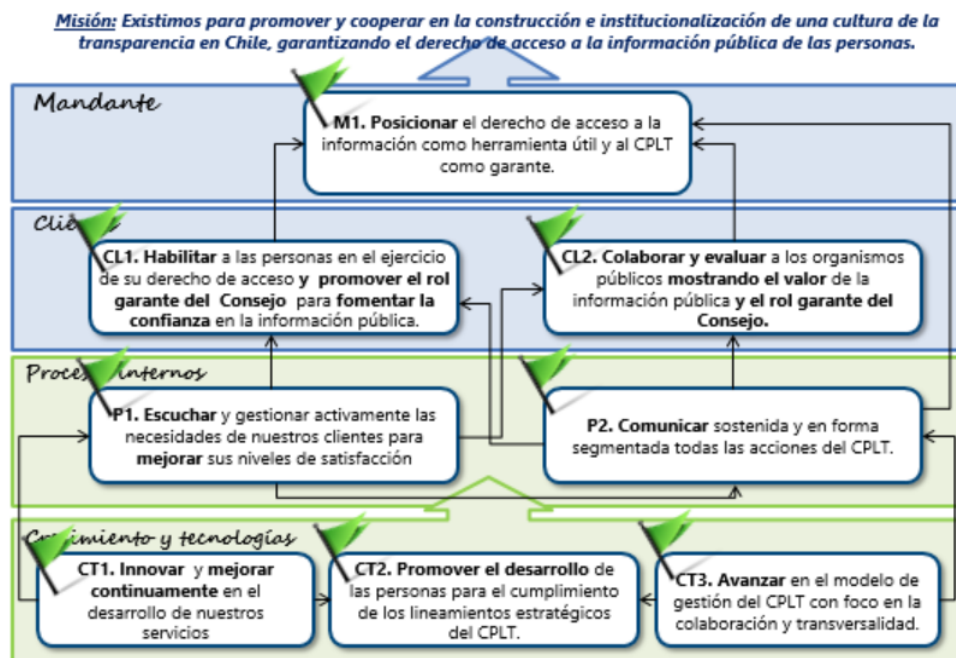 Misión: Existimos para promover y cooperar en la construcción e institucionalización de una cultura de la
transparencia en Chile, garantizando el derecho de acceso a la información pública de las personas.
Mandante
M1. Posicionar el derecho de acceso a la
información como herramienta útil y al CPLT
como garante.
CL1. Habilitar a las personas en el ejercicio
de su derecho de acceso y promover el rol
garante del Consejo para fomentar la
confianza en la información pública.
CL2. Colaborar y evaluar a los organismos
públicos mostrando el valor de la
información pública y el rol garante del
Consejo.
internos
P1. Escuchar y gestionar activamente las
necesidades de nuestros clientes para
mejorar sus niveles de satisfacción
P2. Comunicar sostenida y en forma
segmentada todas las acciones del CPLT.
Crecimiento y tecnologías
CT1. Innovar y mejorar
continuamente en el
desarrollo de nuestros
servicios
CT2. Promover el desarrollo de
las personas para el cumplimiento
de los lineamientos estratégicos
del CPLT.
CT3. Avanzar en el modelo de
gestión del CPLT con foco en la
colaboración y transversalidad.